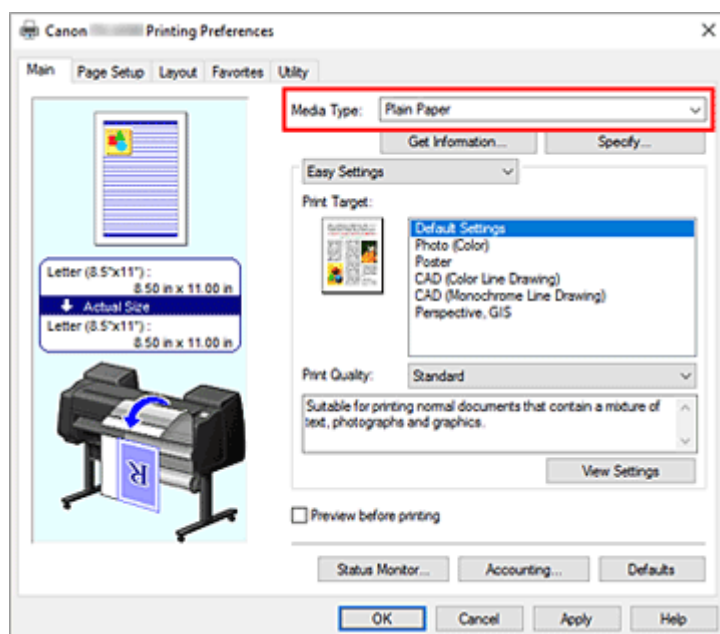 Canon Printing Preferences
Main Page Setup Layout Favorites Utility
Media Type: Plain Paper
Get Information... Specify...
Easy Settings
Print Target:
Default Settings
Photo (Color)
Poster
CAD (Color Line Drawing)
CAD (Monochrome Line Drawing)
Perspective, GIS
Letter (8.5"x11") :
8.50 in x 11.00 in
Actual Size
Letter (8.5"x11") :
8.50 in x 11.00 in
Print Quality: Standard
Suitable for printing normal documents that contain a mixture of
text, photographs and graphics.
View Settings
R
Preview before printing
Status Monitor... Accounting... Defaults
OK Cancel Apply Help